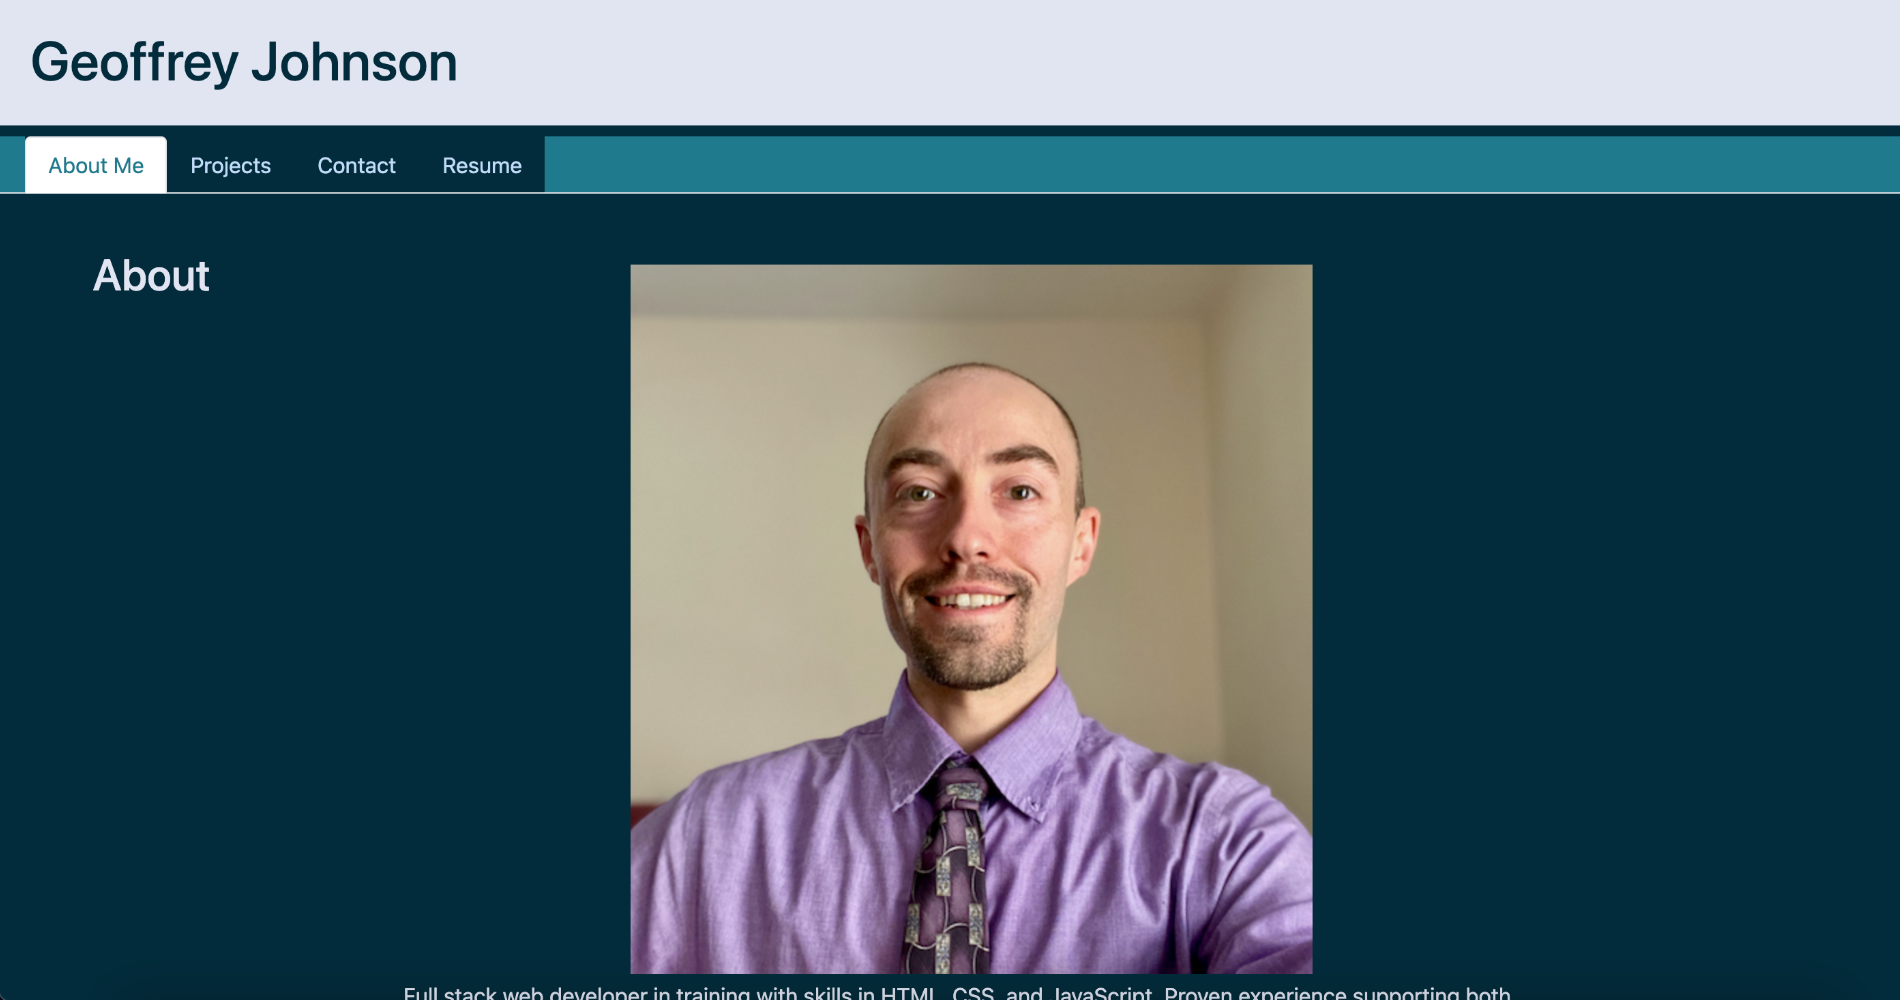 Geoffrey Johnson
About Me Projects Contact Resume
About
Full stack web developer in training with skills in HTML, CSS, and JavaScript. Proven experience supporting both